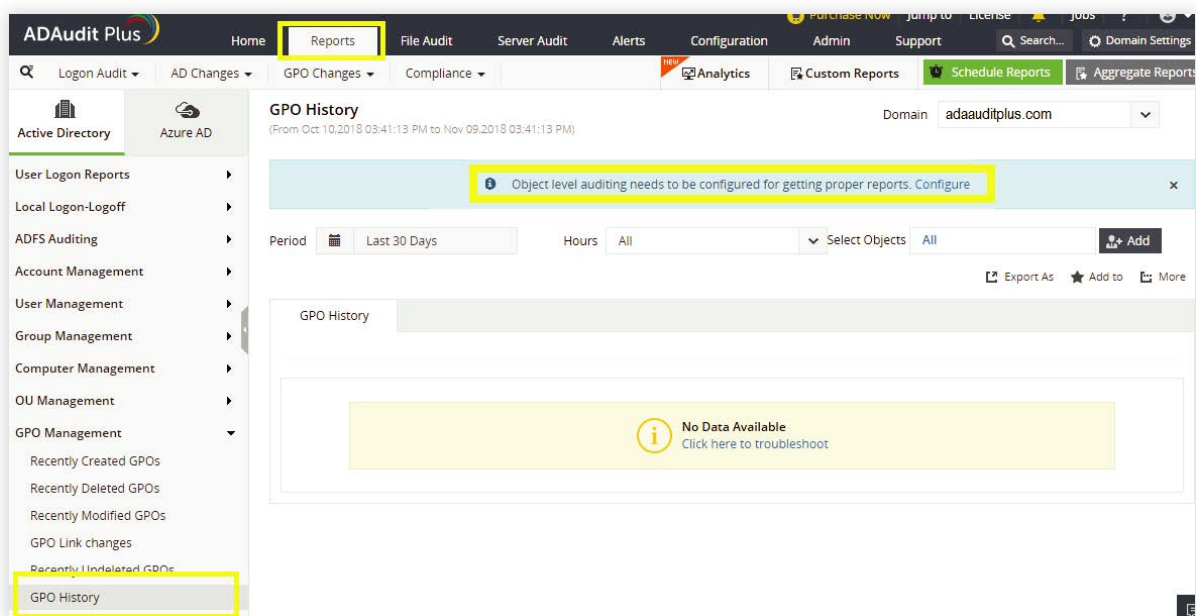 Purchase Now Jump to License Jobs ?
ADAudit Plus
Home Reports File Audit Server Audit Alerts Configuration Admin Support Search... Domain Settings
Logon Audit AD Changes GPO Changes Compliance NEW Analytics Custom Reports Schedule Reports Aggregate Reports
Active Directory
Azure AD
User Logon Reports
Local Logon-Logoff
ADFS Auditing
Account Management
User Management
Group Management
Computer Management
OU Management
GPO Management
Recently Created GPOs
Recently Deleted GPOs
Recently Modified GPOs
GPO Link changes
Recently Undeleted GPOs
GPO History
GPO History
(From Oct 10,2018 03:41:13 PM to Nov 09,2018 03:41:13 PM)
Domain adaauditplus.com
Object level auditing needs to be configured for getting proper reports. Configure x
Period Last 30 Days Hours All Select Objects All Add
Export As Add to More
GPO History
No Data Available
Click here to troubleshoot